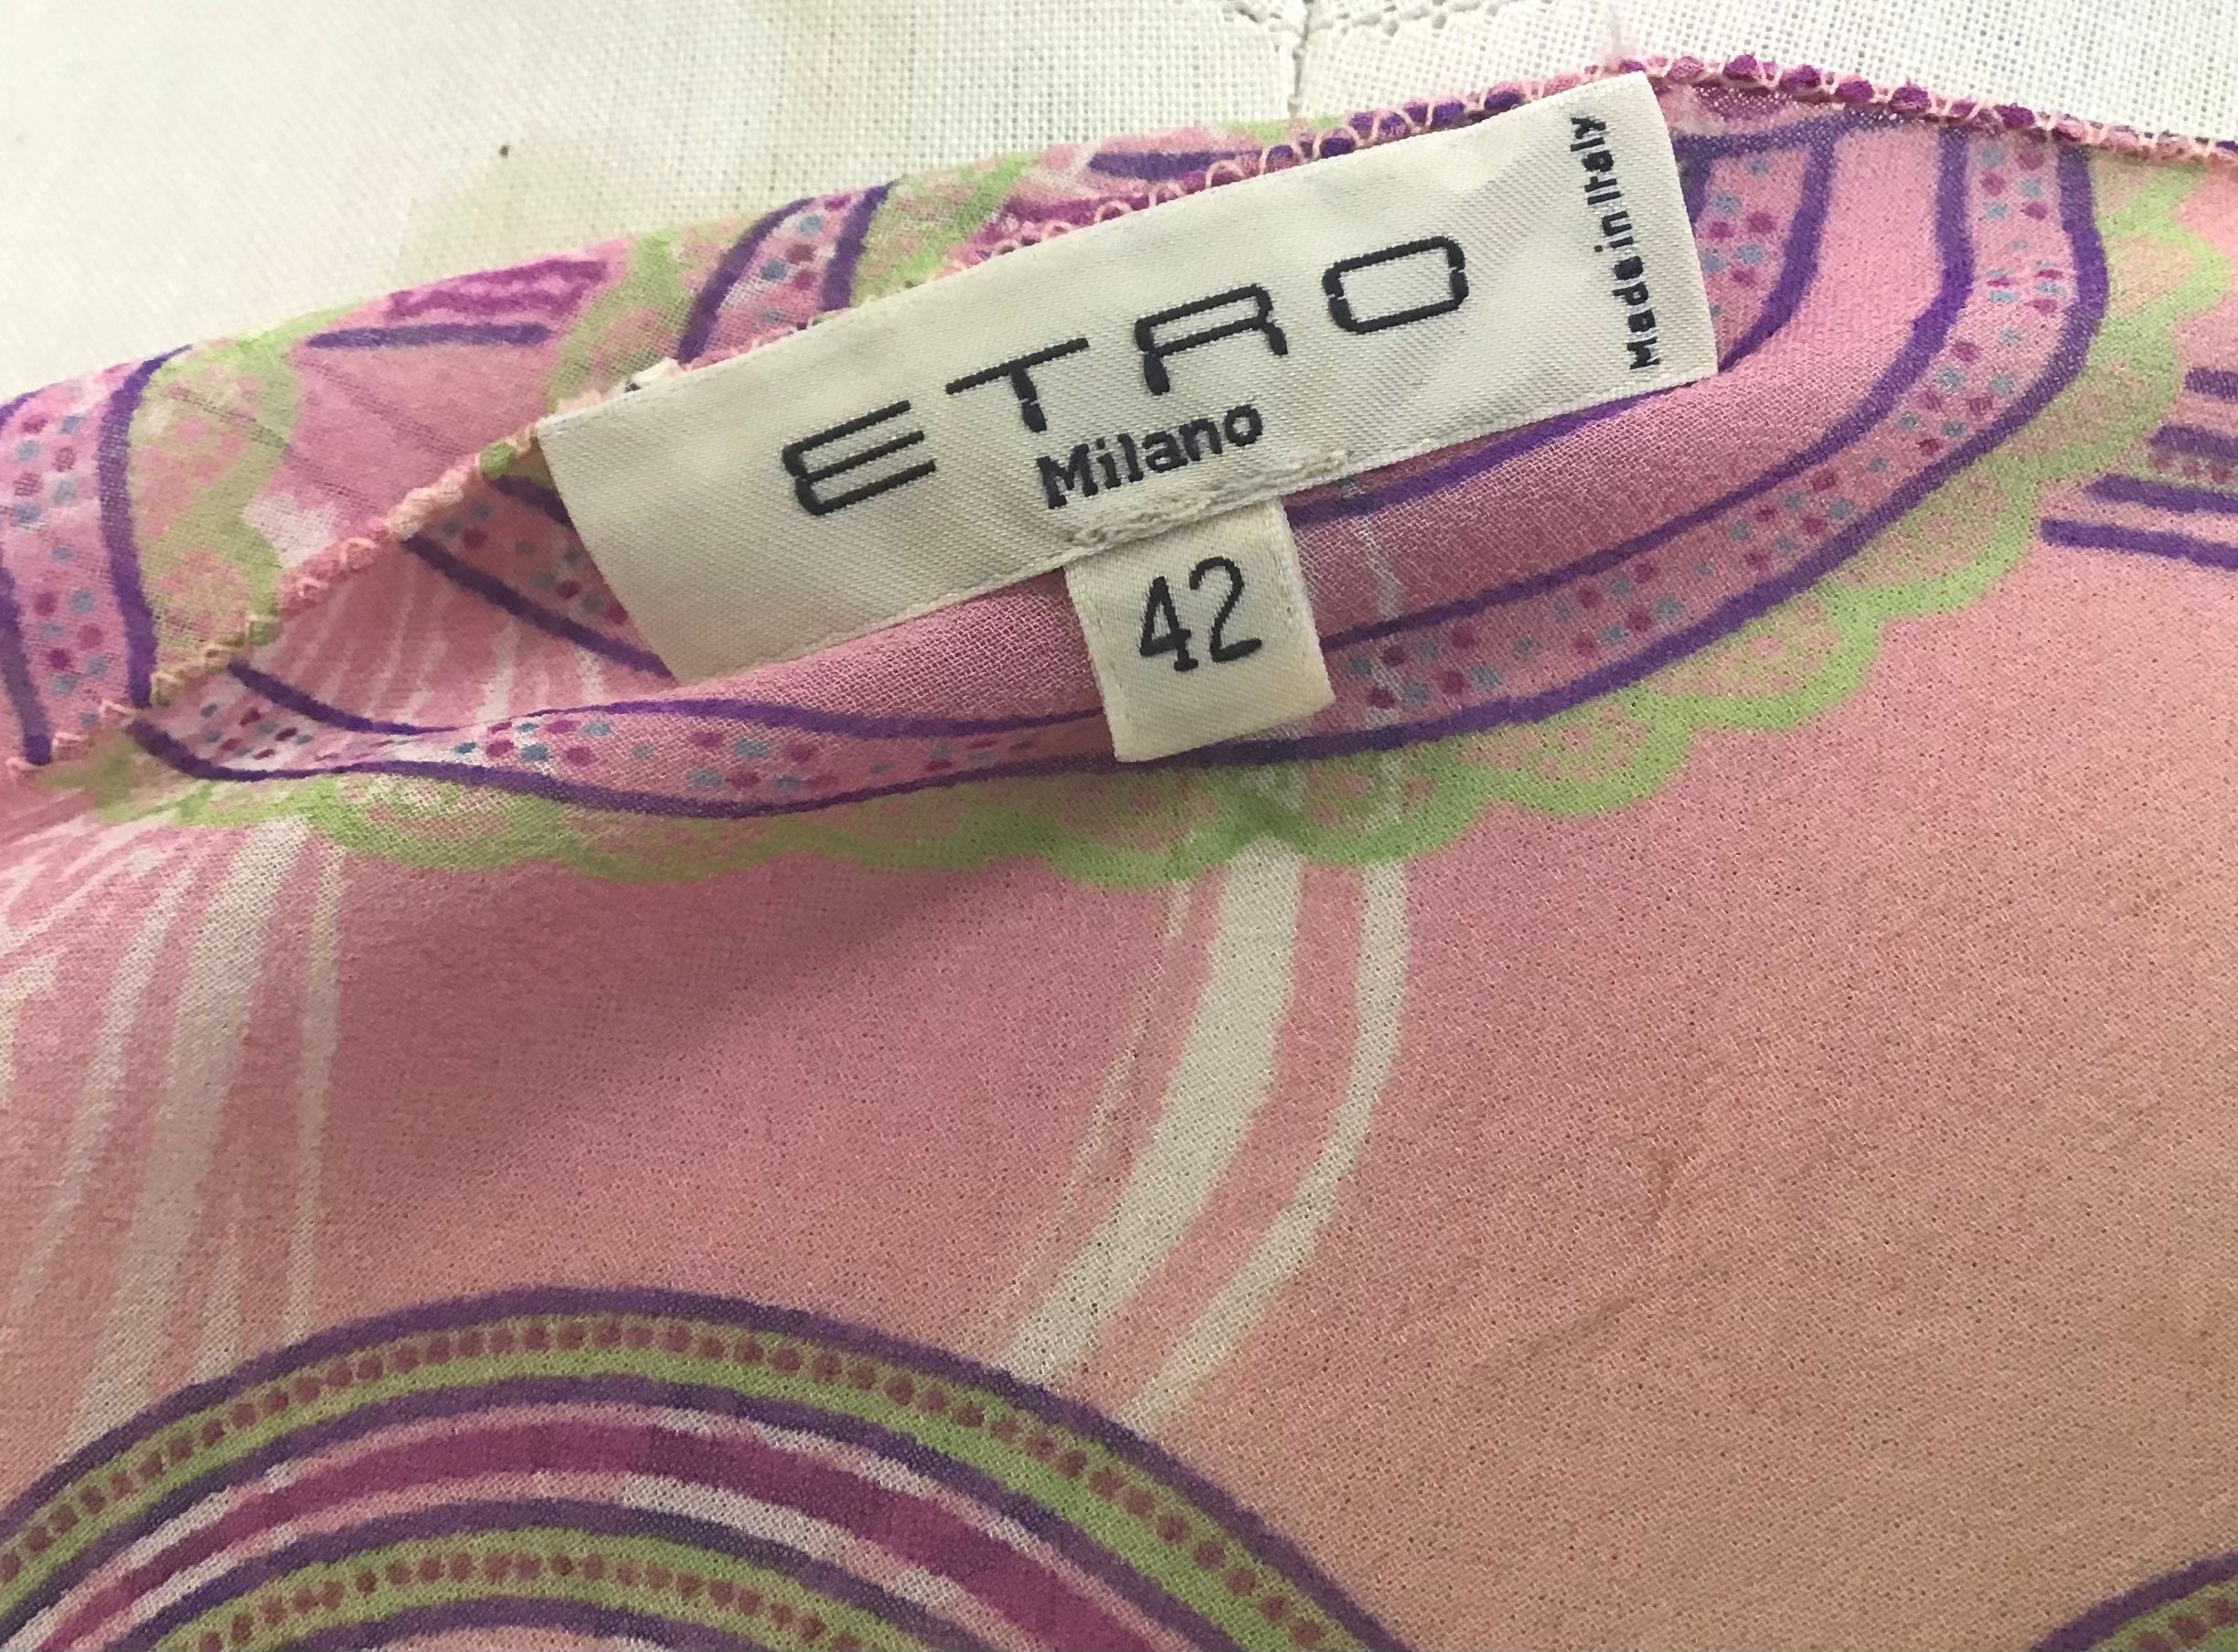 ETRO
Milano
Made in Italy
42